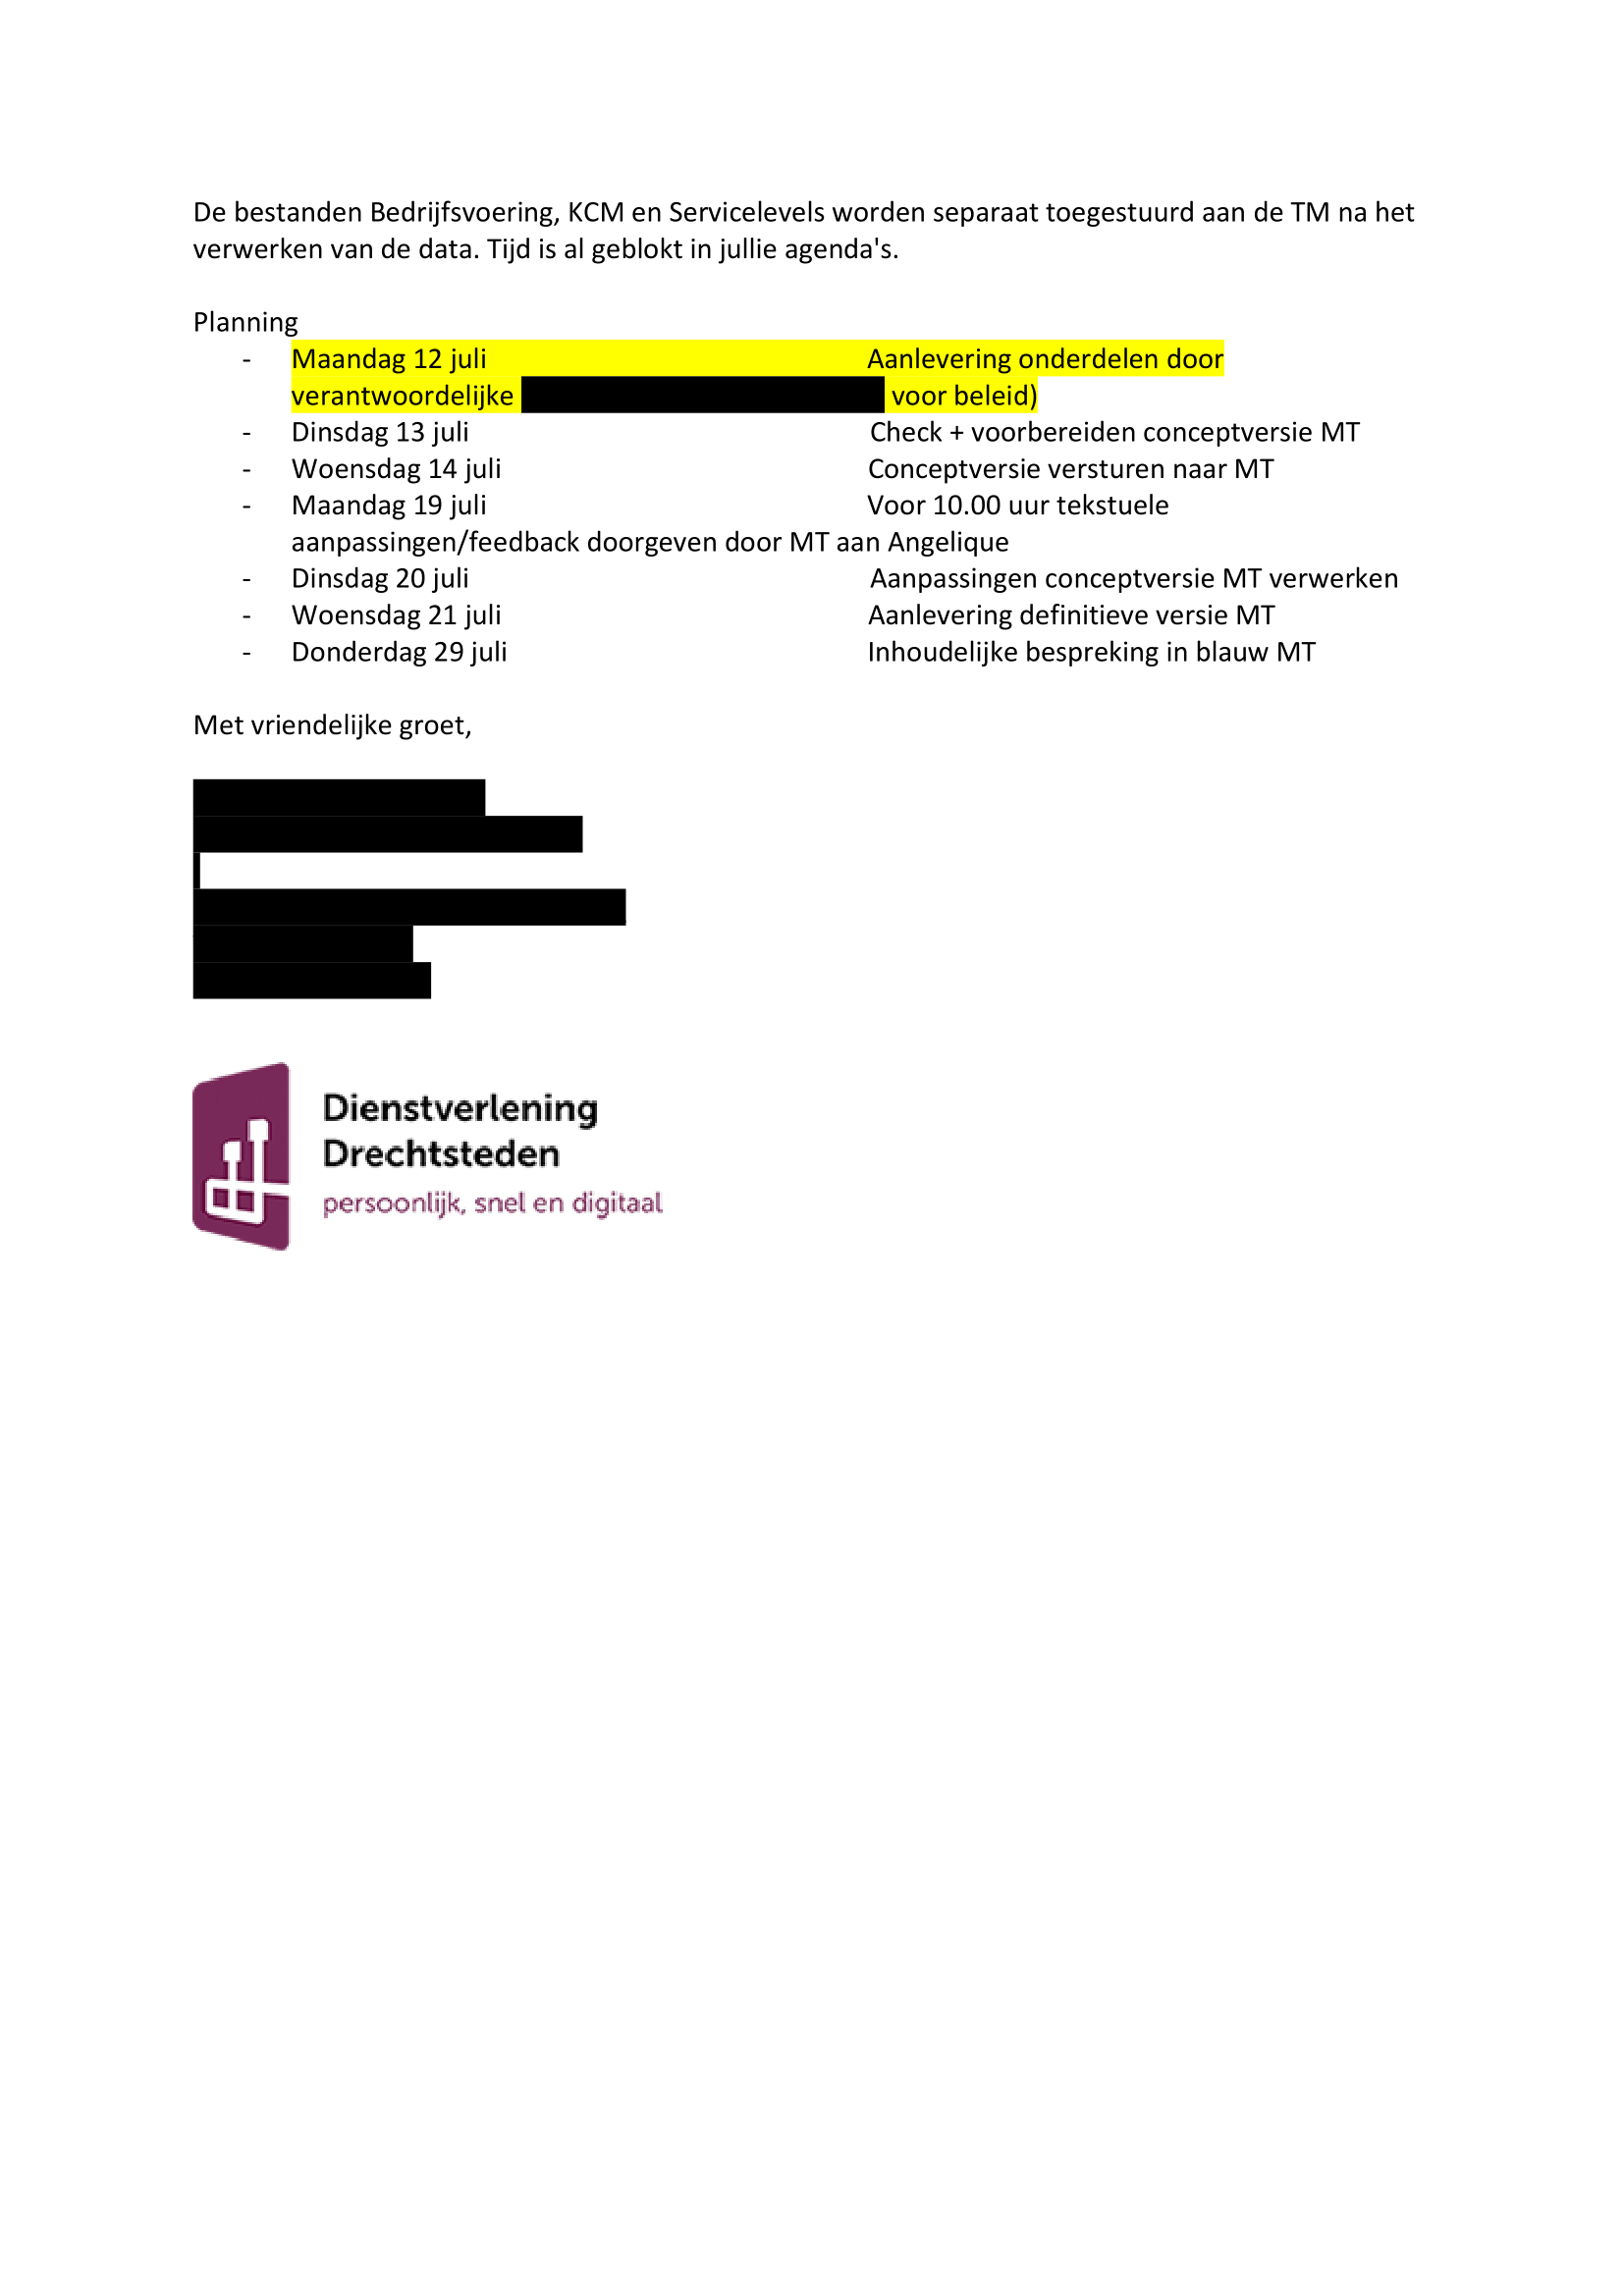 De bestanden Bedrijfsvoering, KCM en Servicelevels worden separaat toegestuurd aan de TM na het
verwerken van de data. Tijd is al geblokt in jullie agenda's.
Planning
- Maandag 12 juli Aanlevering onderdelen door
verantwoordelijke voor beleid)
- Dinsdag 13 juli Check + voorbereiden conceptversie MT
- Woensdag 14 juli Conceptversie versturen naar MT
- Maandag 19 juli Voor 10.00 uur tekstuele
aanpassingen/feedback doorgeven door MT aan Angelique
- Dinsdag 20 juli Aanpassingen conceptversie MT verwerken
- Woensdag 21 juli Aanlevering definitieve versie MT
- Donderdag 29 juli Inhoudelijke bespreking in blauw MT
Met vriendelijke groet,
Dienstverlening
Drechtsteden
persoonlijk, snel en digitaal